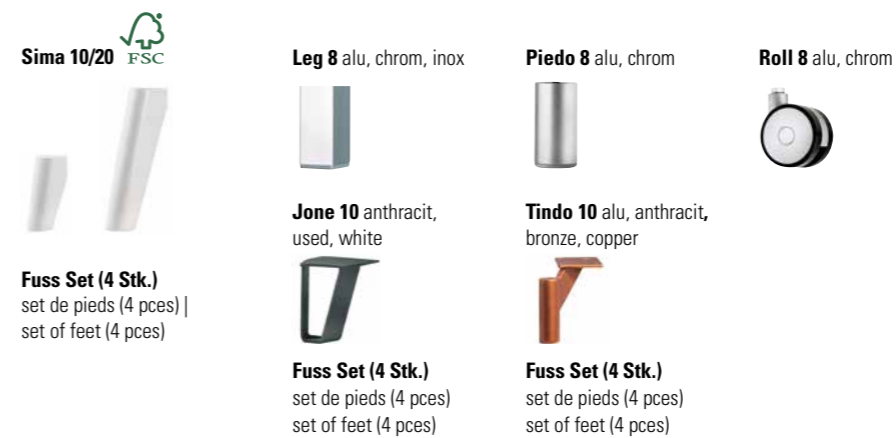 Sima 10/20 FSC
Fuss Set (4 Stk.)
set de pieds (4 pces) |
set of feet (4 pces)
Leg 8 alu, chrom, inox
Jone 10 anthracit,
used, white
Fuss Set (4 Stk.)
set de pieds (4 pces)
set of feet (4 pces)
Piedo 8 alu, chrom
Tindo 10 alu, anthracit,
bronze, copper
Fuss Set (4 Stk.)
set de pieds (4 pces)
set of feet (4 pces)
Roll 8 alu, chrom